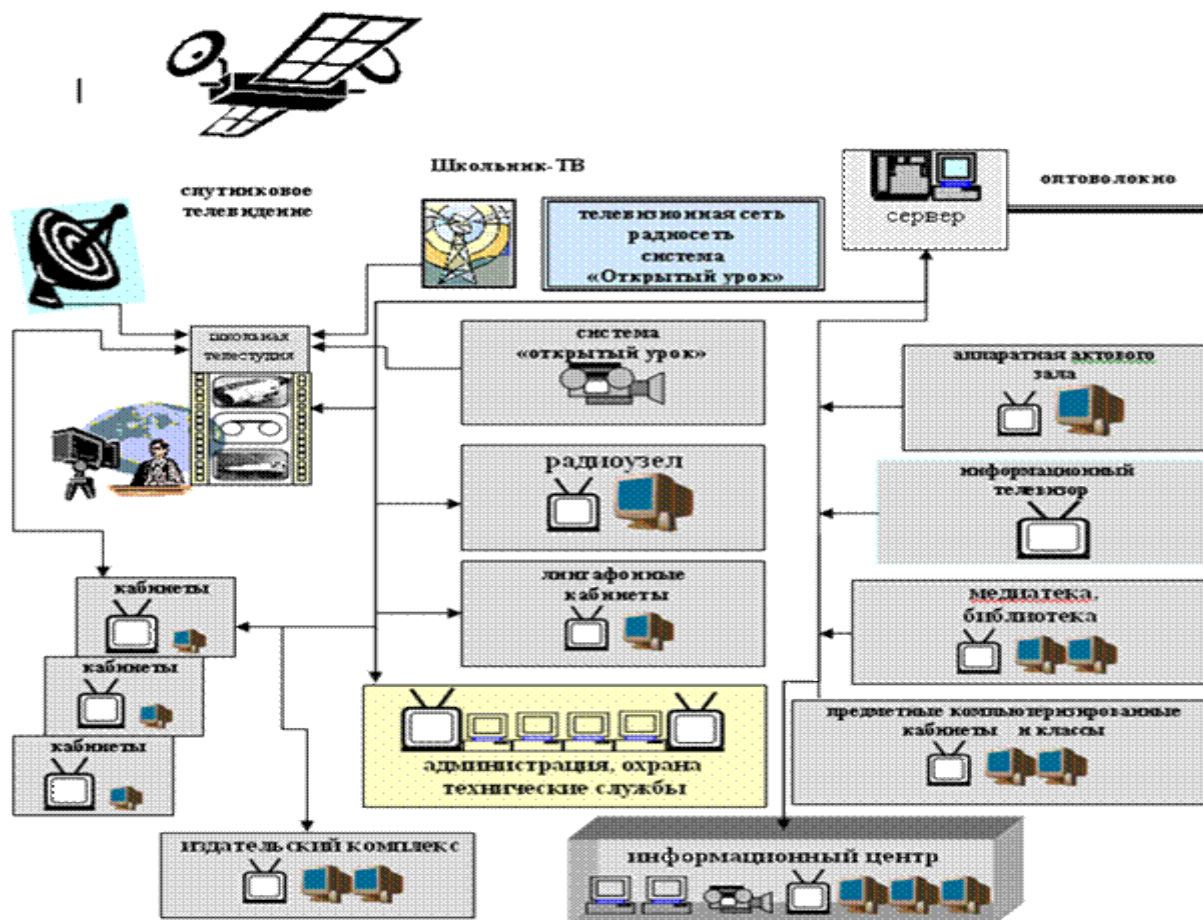 Школьник-ТВ
спутниковое
телевидение
сервер
оптоволокно
телевизионная сеть
радиосеть
система
«Открытый урок»
школьная
телестудия
система
«открытый урок»
аппаратная актового
зала
радиоузел
информационный
телевизор
лингафонные
кабинеты
медиатека,
библиотека
кабинеты
кабинеты
кабинеты
администрация, охрана
технические службы
предметные компьютеризированные
кабинеты и классы
издательский комплекс
информационный центр